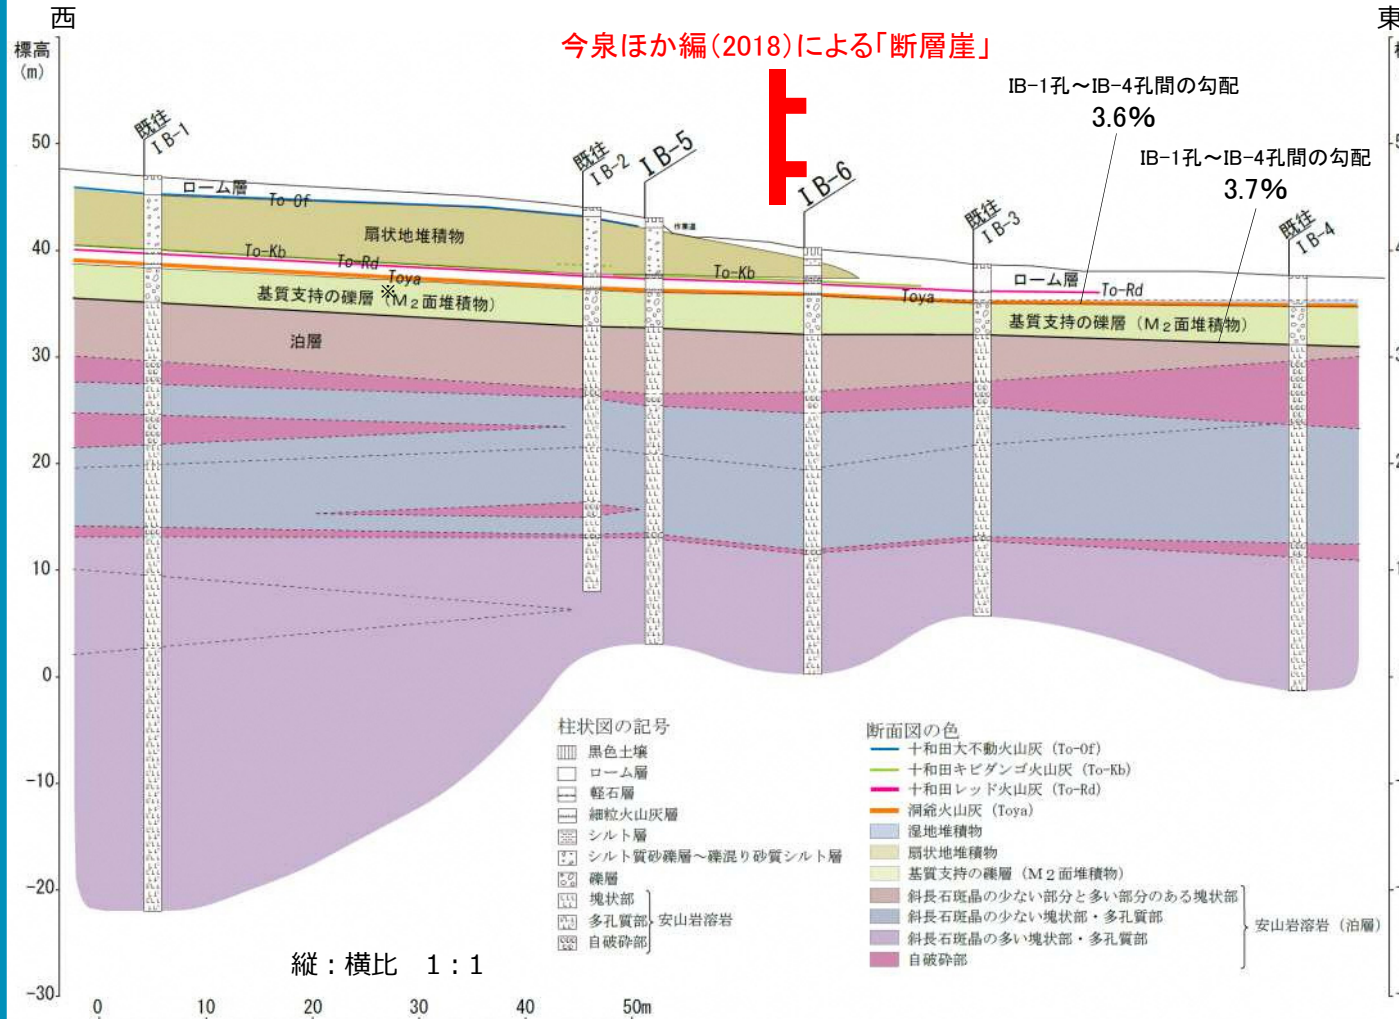 西
東
標高
(m)
今泉ほか編(2018)による「断層崖」
IB-1孔～IB-4孔間の勾配
3.6%
IB-1孔～IB-4孔間の勾配
3.7%
既往
IB-1
既往
IB-2
IB-5
IB-6
既往
IB-3
既往
IB-4
ローム層
To-Of
扇状地堆積物
To-Kb
To-Rd
Toya
※
基質支持の礫層(M₂面堆積物)
泊層
作業道
To-Kb
Toya
ローム層
To-Rd
基質支持の礫層(M₂面堆積物)
50
40
30
20
10
0
-10
-20
-30
0
10
20
30
40
50m
縦:横比 1:1
柱状図の記号
黒色土壌
ローム層
軽石層
細粒火山灰層
シルト層
シルト質砂礫層～礫混り砂質シルト層
礫層
塊状部
多孔質部
自破砕部
安山岩溶岩
断面図の色
十和田大不動火山灰 (To-Of)
十和田キビダンゴ火山灰 (To-Kb)
十和田レッド火山灰 (To-Rd)
洞爺火山灰 (Toya)
湿地堆積物
扇状地堆積物
基質支持の礫層 (M2面堆積物)
斜長石斑晶の少ない部分と多い部分のある塊状部
斜長石斑晶の少ない塊状部・多孔質部
斜長石斑晶の多い塊状部・多孔質部
自破砕部
安山岩溶岩(泊層)